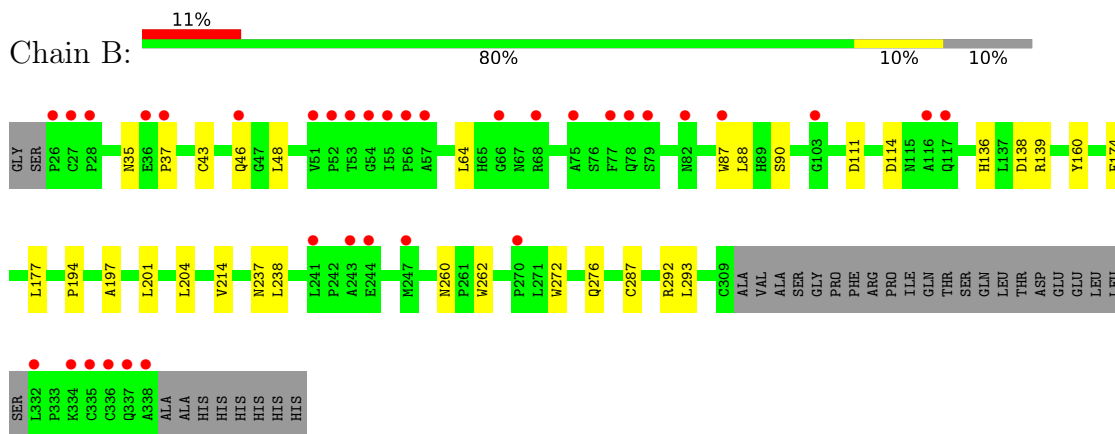 11%
Chain B:
80% 10% 10%
GLY SER P26 C27 P28 N35 E36 P37 C43 Q46 G47 L48 V51 P52 T53 G54 I55 P56 A57 L64 H65 G66 N67 R68 A75 S76 F77 Q78 S79 N82 W87 L88 H89 S90 G103 D111 D114 N115 A116 Q117 H136 L137 D138 R139 Y160
L177 P194 A197 L201 L204 V214 N237 L238 L241 P242 A243 E244 M247 N260 P261 W262 P270 L271 W272 Q276 C287 R292 L293 C309 ALA VAL ALA SER GLY PRO PHE ARG PRO ILE GLN THR SER GLN LEU THR ASP GLU GLU LEU
SER L332 P333 K334 C335 C336 Q337 A338 ALA ALA HIS HIS HIS HIS HIS HIS